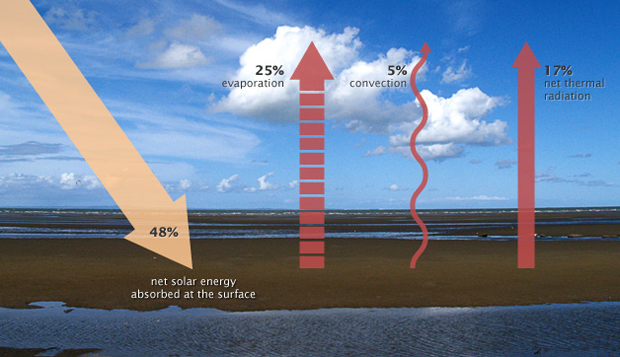 25%
evaporation
5%
convection
17%
net thermal
radiation
48%
net solar energy
absorbed at the surface